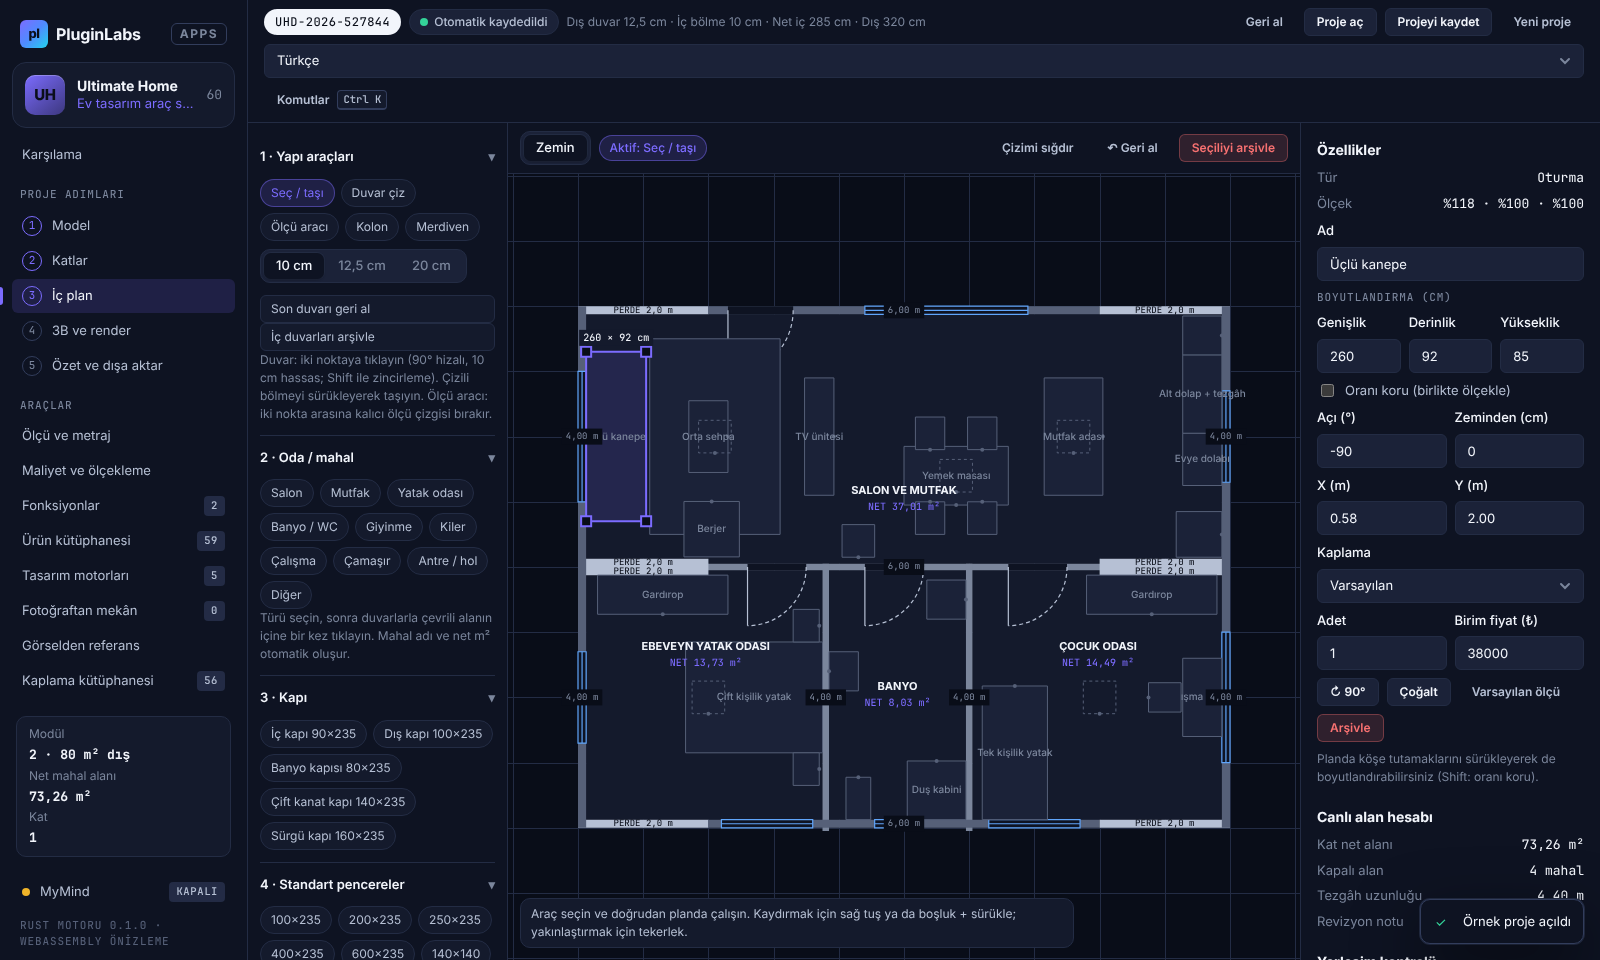 pl PluginLabs APPS
UH Ultimate Home 60
Ev tasarım araç s...
Karşılama
PROJE ADIMLARI
1 Model
2 Katlar
3 İç plan
4 3B ve render
5 Özet ve dışa aktar
ARAÇLAR
Ölçü ve metraj
Maliyet ve ölçekleme
Fonksiyonlar 2
Ürün kütüphanesi 59
Tasarım motorları 5
Fotoğraftan mekân 0
Görselden referans
Kaplama kütüphanesi 56
Modül
2 · 80 m² dış
Net mahal alanı
73,26 m²
Kat
1
MyMind KAPALI
RUST MOTORU 0.1.0 ·
WEBASSEMBLY ÖNİZLEME
UHD-2026-527844 Otomatik kaydedildi Dış duvar 12,5 cm · İç bölme 10 cm · Net iç 285 cm · Dış 320 cm Geri al Proje aç Projeyi kaydet Yeni proje
Türkçe
Komutlar Ctrl K
1 · Yapı araçları
Seç / taşı Duvar çiz
Ölçü aracı Kolon Merdiven
10 cm 12,5 cm 20 cm
Son duvarı geri al
İç duvarları arşivle
Duvar: iki noktaya tıklayın (90° hizalı, 10
cm hassas; Shift ile zincirleme). Çizili
bölmeyi sürükleyerek taşıyın. Ölçü aracı:
iki nokta arasına kalıcı ölçü çizgisi bırakır.
2 · Oda / mahal
Salon Mutfak Yatak odası
Banyo / WC Giyinme Kiler
Çalışma Çamaşır Antre / hol
Diğer
Türü seçin, sonra duvarlarla çevrili alanın
içine bir kez tıklayın. Mahal adı ve net m²
otomatik oluşur.
3 · Kapı
İç kapı 90×235 Dış kapı 100×235
Banyo kapısı 80×235
Çift kanat kapı 140×235
Sürgü kapı 160×235
4 · Standart pencereler
100×235 200×235 250×235
400×235 600×235 140×140
Zemin Aktif: Seç / taşı Çizimi sığdır ↶ Geri al Seçiliyi arşivle
PERDE 2,0 m 6,00 m PERDE 2,0 m
260 × 92 cm
Alt dolap + tezgâh
4,00 m ü kanepe Orta sehpa TV ünitesi Mutfak adası 4,00 m
Evye dolabı
Yemek masası
SALON VE MUTFAK
NET 37,01 m²
Berjer
PERDE 2,0 m 6,00 m PERDE 2,0 m
PERDE 2,0 m PERDE 2,0 m
Gardırop Gardırop
EBEVEYN YATAK ODASI ÇOCUK ODASI
NET 13,73 m² NET 14,49 m²
BANYO
NET 8,03 m²
4,00 m Çift kişilik yatak 4,00 m 4,00 m ışma 4,00 m
Tek kişilik yatak
Duş kabini
PERDE 2,0 m 6,00 m PERDE 2,0 m
Araç seçin ve doğrudan planda çalışın. Kaydırmak için sağ tuş ya da boşluk + sürükle;
yakınlaştırmak için tekerlek.
Özellikler
Tür Oturma
Ölçek %118 · %100 · %100
Ad
Üçlü kanepe
BOYUTLANDIRMA (CM)
Genişlik Derinlik Yükseklik
260 92 85
Oranı koru (birlikte ölçekle)
Açı (°) Zeminden (cm)
-90 0
X (m) Y (m)
0.58 2.00
Kaplama
Varsayılan
Adet Birim fiyat (₺)
1 38000
↻ 90° Çoğalt Varsayılan ölçü
Arşivle
Planda köşe tutamaklarını sürükleyerek de
boyutlandırabilirsiniz (Shift: oranı koru).
Canlı alan hesabı
Kat net alanı 73,26 m²
Kapalı alan 4 mahal
Tezgâh uzunluğu 4,40 m
Revizyon notu
✓ Örnek proje açıldı